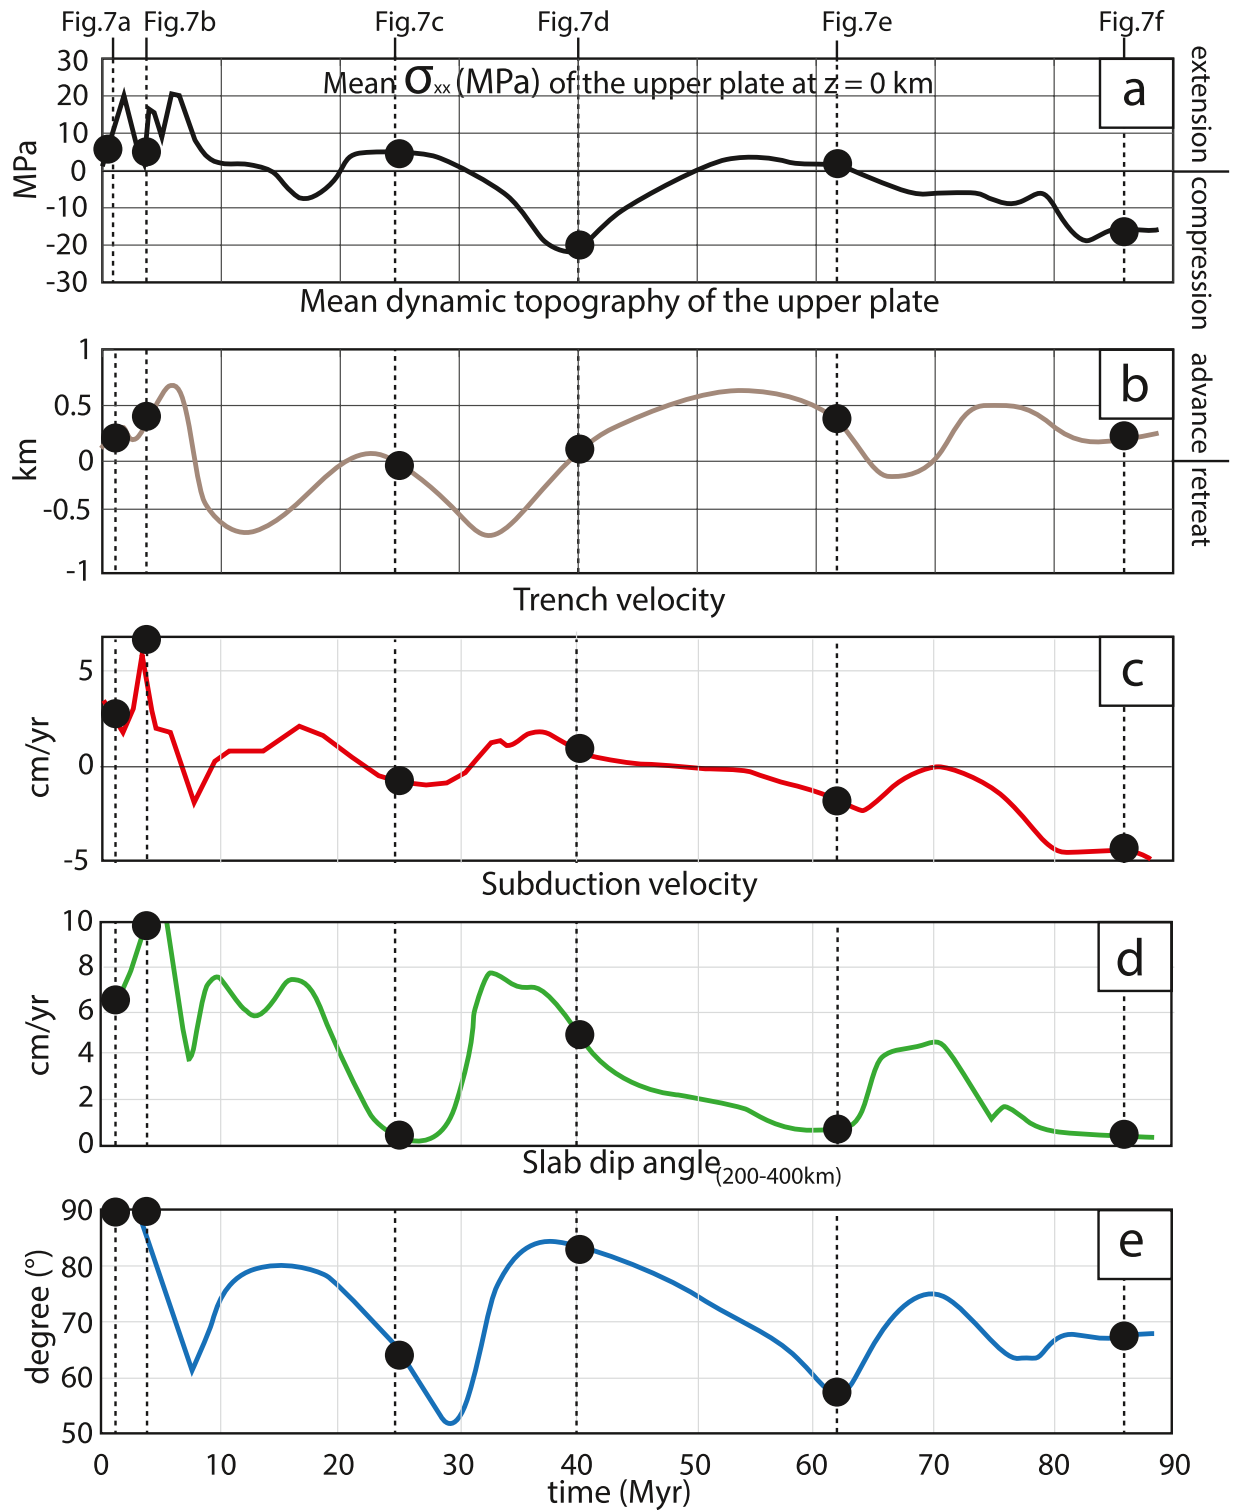 Fig.7a Fig.7b Fig.7c Fig.7d Fig.7e Fig.7f
Mean σxx (MPa) of the upper plate at z = 0 km
a
30
20
10
0
-10
-20
-30
MPa
extension
compression
Mean dynamic topography of the upper plate
b
1
0.5
0
-0.5
-1
km
advance
retreat
Trench velocity
c
5
0
-5
cm/yr
Subduction velocity
d
10
8
6
4
2
0
cm/yr
Slab dip angle(200-400km)
e
90
80
70
60
50
degree (°)
0 10 20 30 40 50 60 70 80 90
time (Myr)